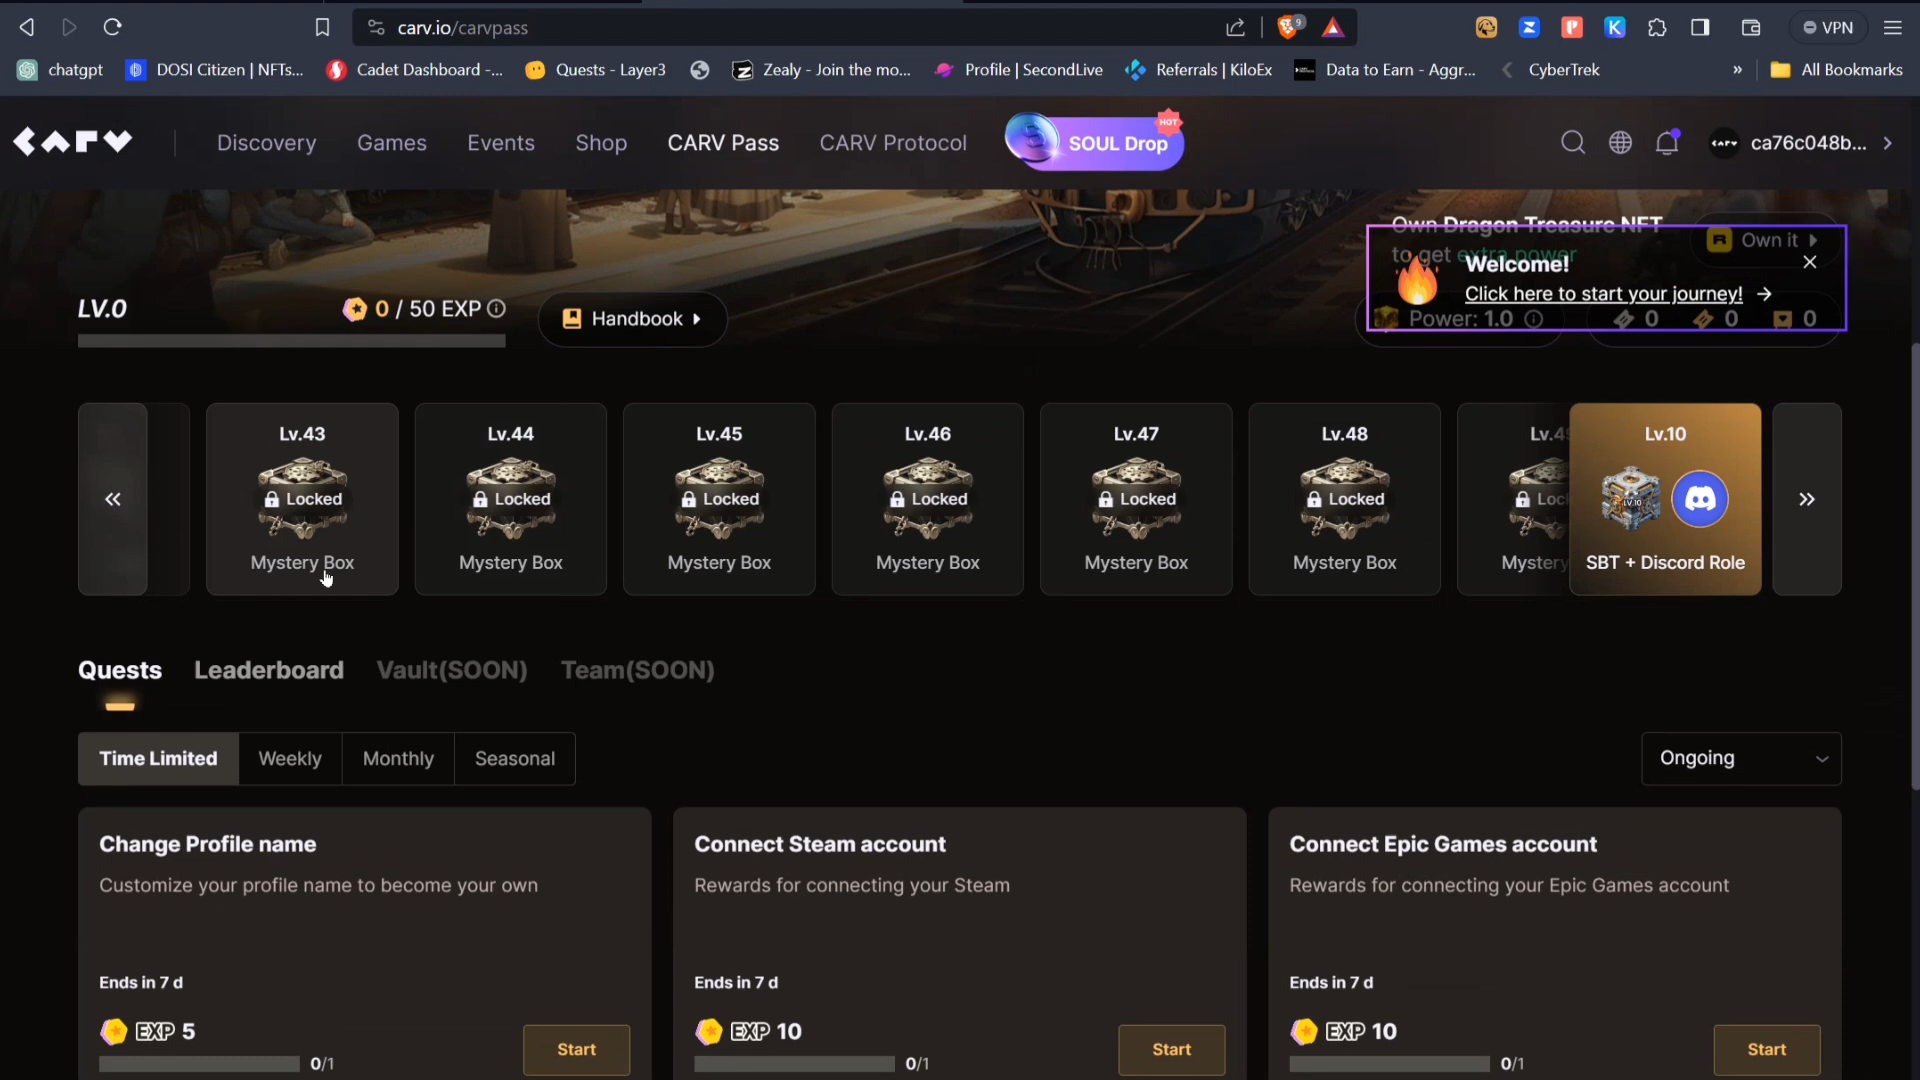 carv.io/carvpass
9
VPN
chatgpt
DOSI Citizen | NFTs...
Cadet Dashboard -...
Quests - Layer3
Zealy - Join the mo...
Profile | SecondLive
Referrals | KiloEx
Data to Earn - Aggr...
CyberTrek
»
All Bookmarks
CARV
Discovery
Games
Events
Shop
CARV Pass
CARV Protocol
SOUL Drop
HOT
ca76c048b...
Own Dragon Treasure NFT
to get extra power
Own it
Welcome!
Click here to start your journey! →
LV.0
0 / 50 EXP
Handbook
Power: 1.0
0
0
0
Lv.43
Locked
Mystery Box
Lv.44
Locked
Mystery Box
Lv.45
Locked
Mystery Box
Lv.46
Locked
Mystery Box
Lv.47
Locked
Mystery Box
Lv.48
Locked
Mystery Box
Lv.4
Loc
Mystery
Lv.10
LV.10
SBT + Discord Role
Quests
Leaderboard
Vault(SOON)
Team(SOON)
Time Limited
Weekly
Monthly
Seasonal
Ongoing
Change Profile name
Customize your profile name to become your own
Ends in 7 d
EXP 5
0/1
Start
Connect Steam account
Rewards for connecting your Steam
Ends in 7 d
EXP 10
0/1
Start
Connect Epic Games account
Rewards for connecting your Epic Games account
Ends in 7 d
EXP 10
0/1
Start